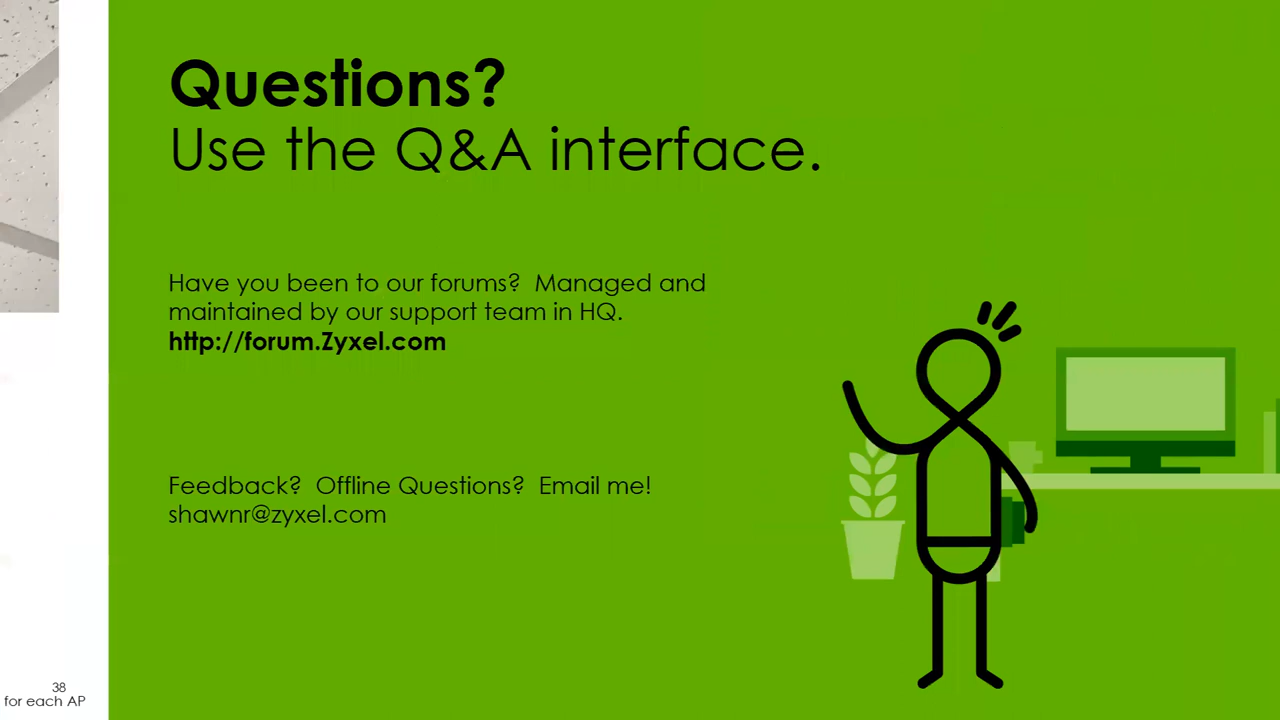 Questions?
Use the Q&A interface.
Have you been to our forums?  Managed and
maintained by our support team in HQ.
http://forum.Zyxel.com
Feedback?  Offline Questions?  Email me!
shawnr@zyxel.com
38
for each AP